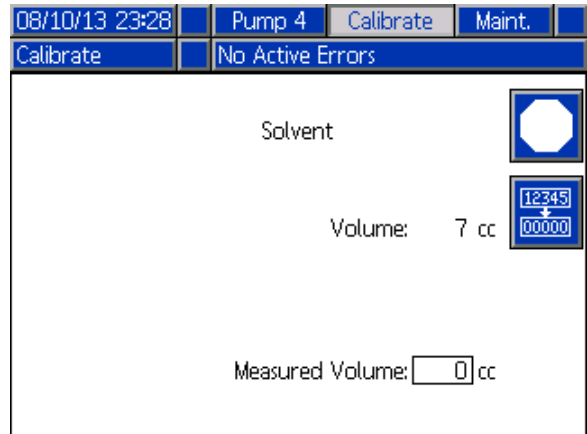 08/10/13 23:28 Pump 4 Calibrate Maint.
Calibrate No Active Errors
Solvent
12345
Volume: 7 cc 00000
Measured Volume: 0 cc